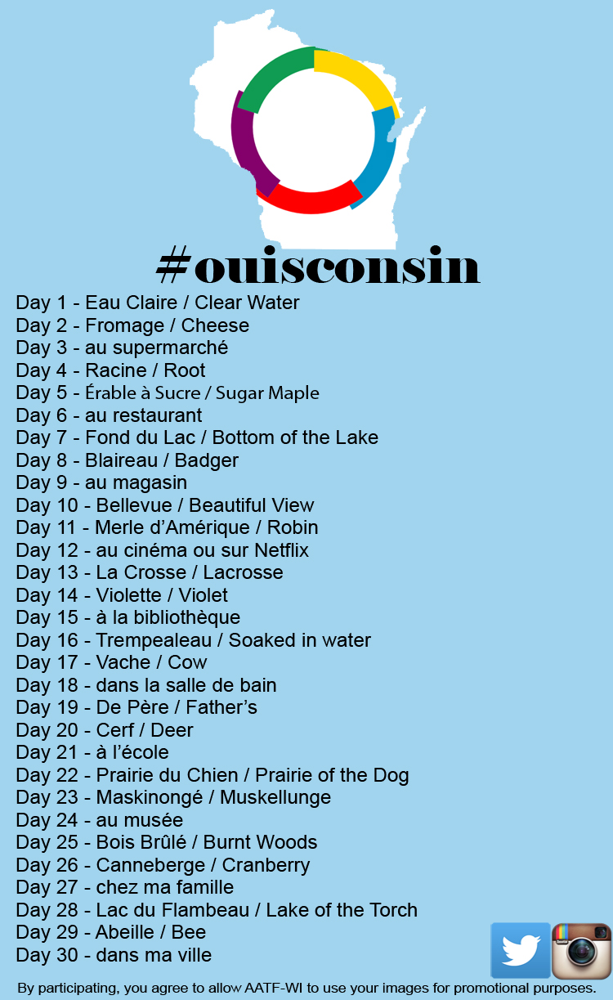 #ouisconsin
Day 1 - Eau Claire / Clear Water
Day 2 - Fromage / Cheese
Day 3 - au supermarché
Day 4 - Racine / Root
Day 5 - Érable à Sucre / Sugar Maple
Day 6 - au restaurant
Day 7 - Fond du Lac / Bottom of the Lake
Day 8 - Blaireau / Badger
Day 9 - au magasin
Day 10 - Bellevue / Beautiful View
Day 11 - Merle d’Amérique / Robin
Day 12 - au cinéma ou sur Netflix
Day 13 - La Crosse / Lacrosse
Day 14 - Violette / Violet
Day 15 - à la bibliothèque
Day 16 - Trempealeau / Soaked in water
Day 17 - Vache / Cow
Day 18 - dans la salle de bain
Day 19 - De Père / Father’s
Day 20 - Cerf / Deer
Day 21 - à l’école
Day 22 - Prairie du Chien / Prairie of the Dog
Day 23 - Maskinongé / Muskellunge
Day 24 - au musée
Day 25 - Bois Brûlé / Burnt Woods
Day 26 - Canneberge / Cranberry
Day 27 - chez ma famille
Day 28 - Lac du Flambeau / Lake of the Torch
Day 29 - Abeille / Bee
Day 30 - dans ma ville
By participating, you agree to allow AATF-WI to use your images for promotional purposes.